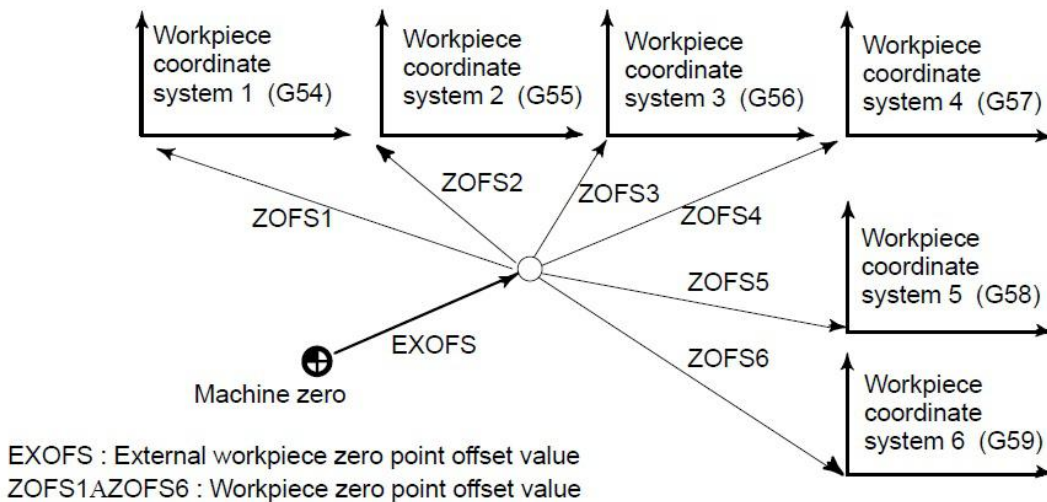 Workpiece
coordinate
system 1 (G54)
Workpiece
coordinate
system 2 (G55)
Workpiece
coordinate
system 3 (G56)
Workpiece
coordinate
system 4 (G57)
ZOFS1
ZOFS2
ZOFS3
ZOFS4
ZOFS5
Workpiece
coordinate
system 5 (G58)
EXOFS
ZOFS6
Machine zero
Workpiece
coordinate
system 6 (G59)
EXOFS : External workpiece zero point offset value
ZOFS1AZOFS6 : Workpiece zero point offset value